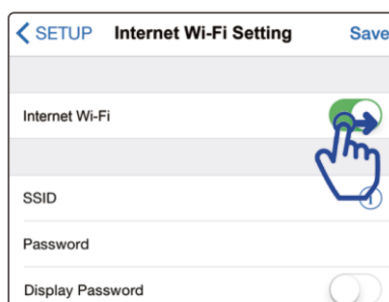 SETUP Internet Wi-Fi Setting Save
Internet Wi-Fi
SSID
Password
Display Password